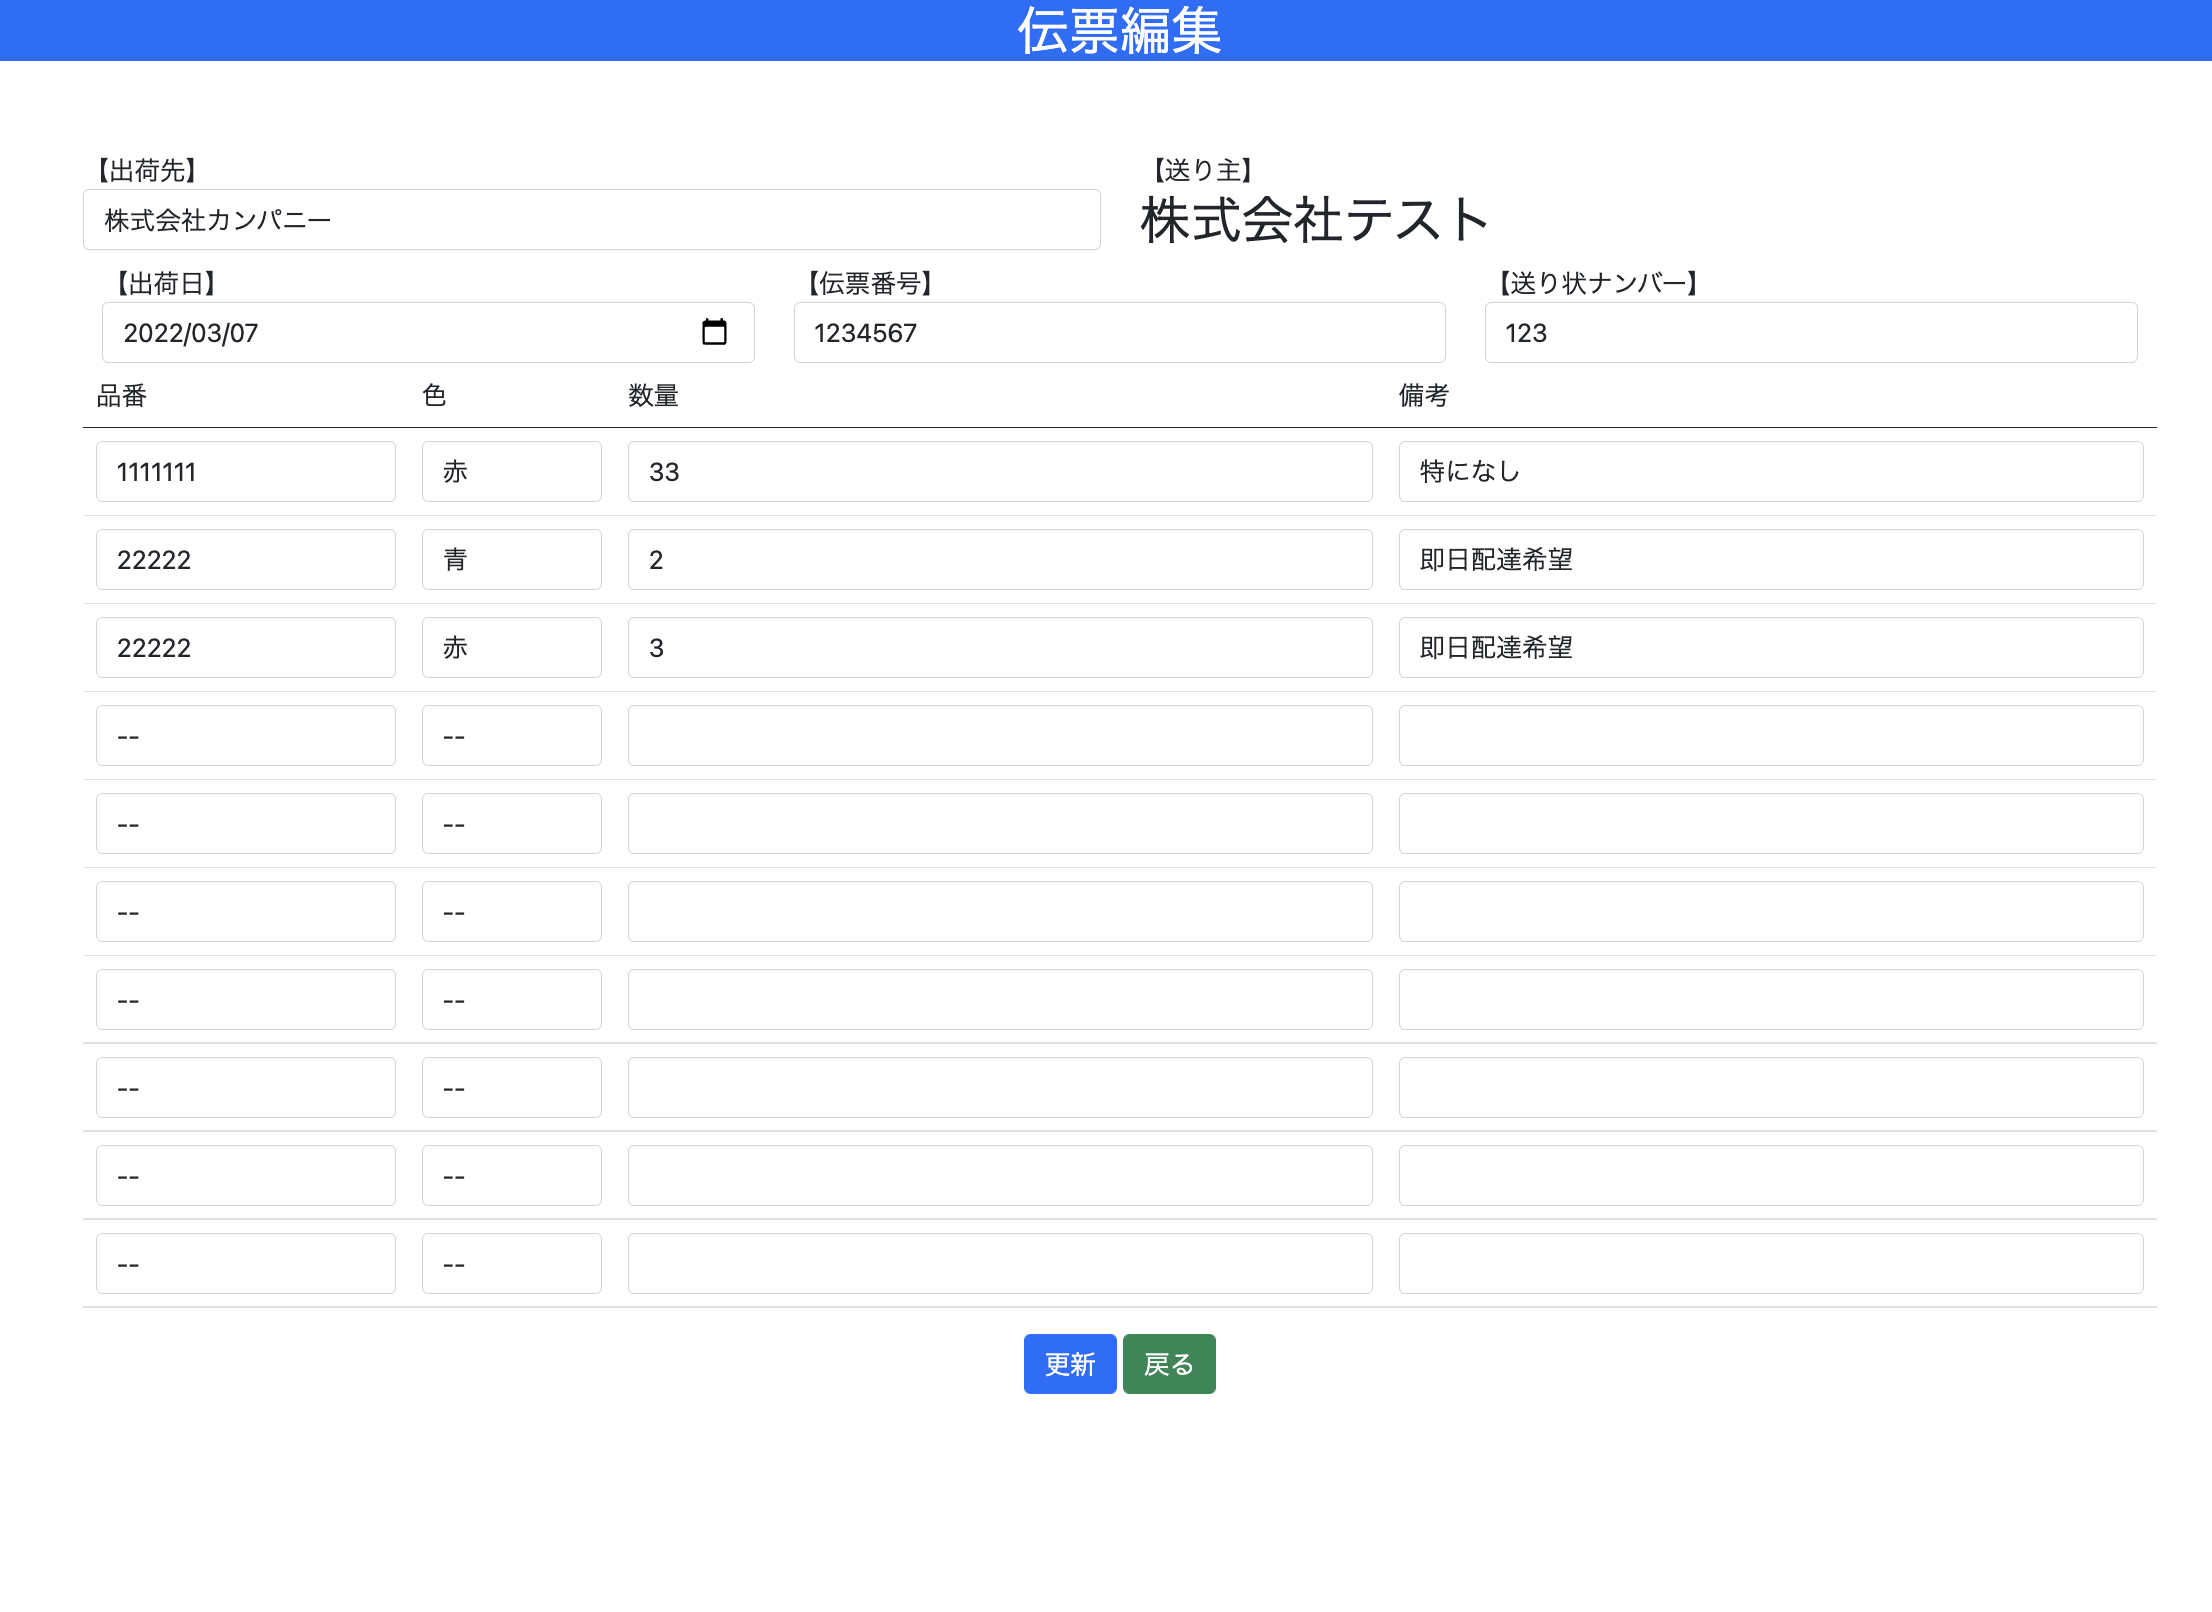 伝票編集
【出荷先】 【送り主】
株式会社カンパニー 株式会社テスト
【出荷日】 【伝票番号】 【送り状ナンバー】
2022/03/07 1234567 123
品番 色 数量 備考
1111111 赤 33 特になし
22222 青 2 即日配達希望
22222 赤 3 即日配達希望
-- --
-- --
-- --
-- --
-- --
-- --
-- --
更新 戻る